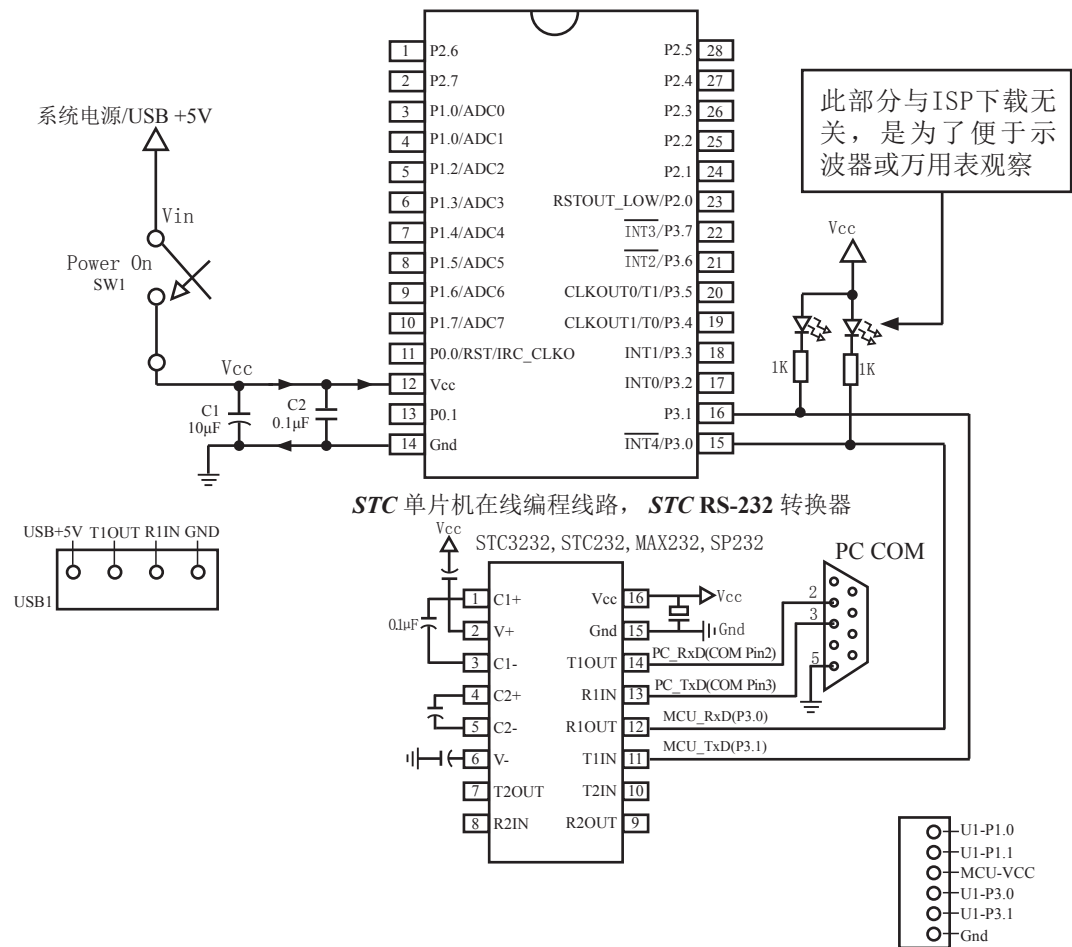 系统电源/USB +5V
Vin
Power On
SW1
Vcc
C1
10μF
C2
0.1μF
1 P2.6
2 P2.7
3 P1.0/ADC0
4 P1.0/ADC1
5 P1.2/ADC2
6 P1.3/ADC3
7 P1.4/ADC4
8 P1.5/ADC5
9 P1.6/ADC6
10 P1.7/ADC7
11 P0.0/RST/IRC_CLKO
12 Vcc
13 P0.1
14 Gnd
P2.5 28
P2.4 27
P2.3 26
P2.2 25
P2.1 24
RSTOUT_LOW/P2.0 23
INT3/P3.7 22
INT2/P3.6 21
CLKOUT0/T1/P3.5 20
CLKOUT1/T0/P3.4 19
INT1/P3.3 18
INT0/P3.2 17
P3.1 16
INT4/P3.0 15
此部分与ISP下载无
关，是为了便于示
波器或万用表观察
Vcc
1K
1K
STC 单片机在线编程线路， STC RS-232 转换器
USB+5V T1OUT R1IN GND
USB1
Vcc
STC3232,STC232,MAX232,SP232
0.1μF
1 C1+
2 V+
3 C1-
4 C2+
5 C2-
6 V-
7 T2OUT
8 R2IN
Vcc 16
Gnd 15
T1OUT 14
R1IN 13
R1OUT 12
T1IN 11
T2IN 10
R2OUT 9
Vcc
Gnd
PC_RxD(COM Pin2)
PC_TxD(COM Pin3)
MCU_RxD(P3.0)
MCU_TxD(P3.1)
PC COM
2
3
5
U1-P1.0
U1-P1.1
MCU-VCC
U1-P3.0
U1-P3.1
Gnd